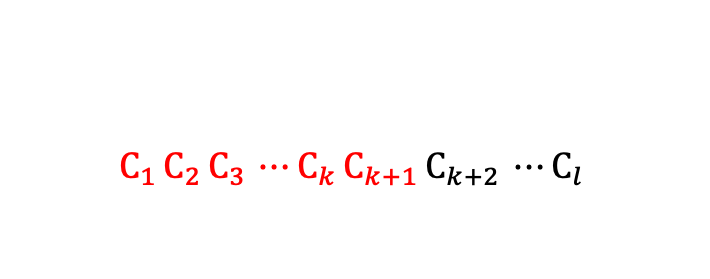 C₁ C₂ C₃ ⋯ Cₖ Cₖ₊₁ Cₖ₊₂ ⋯ Cₗ